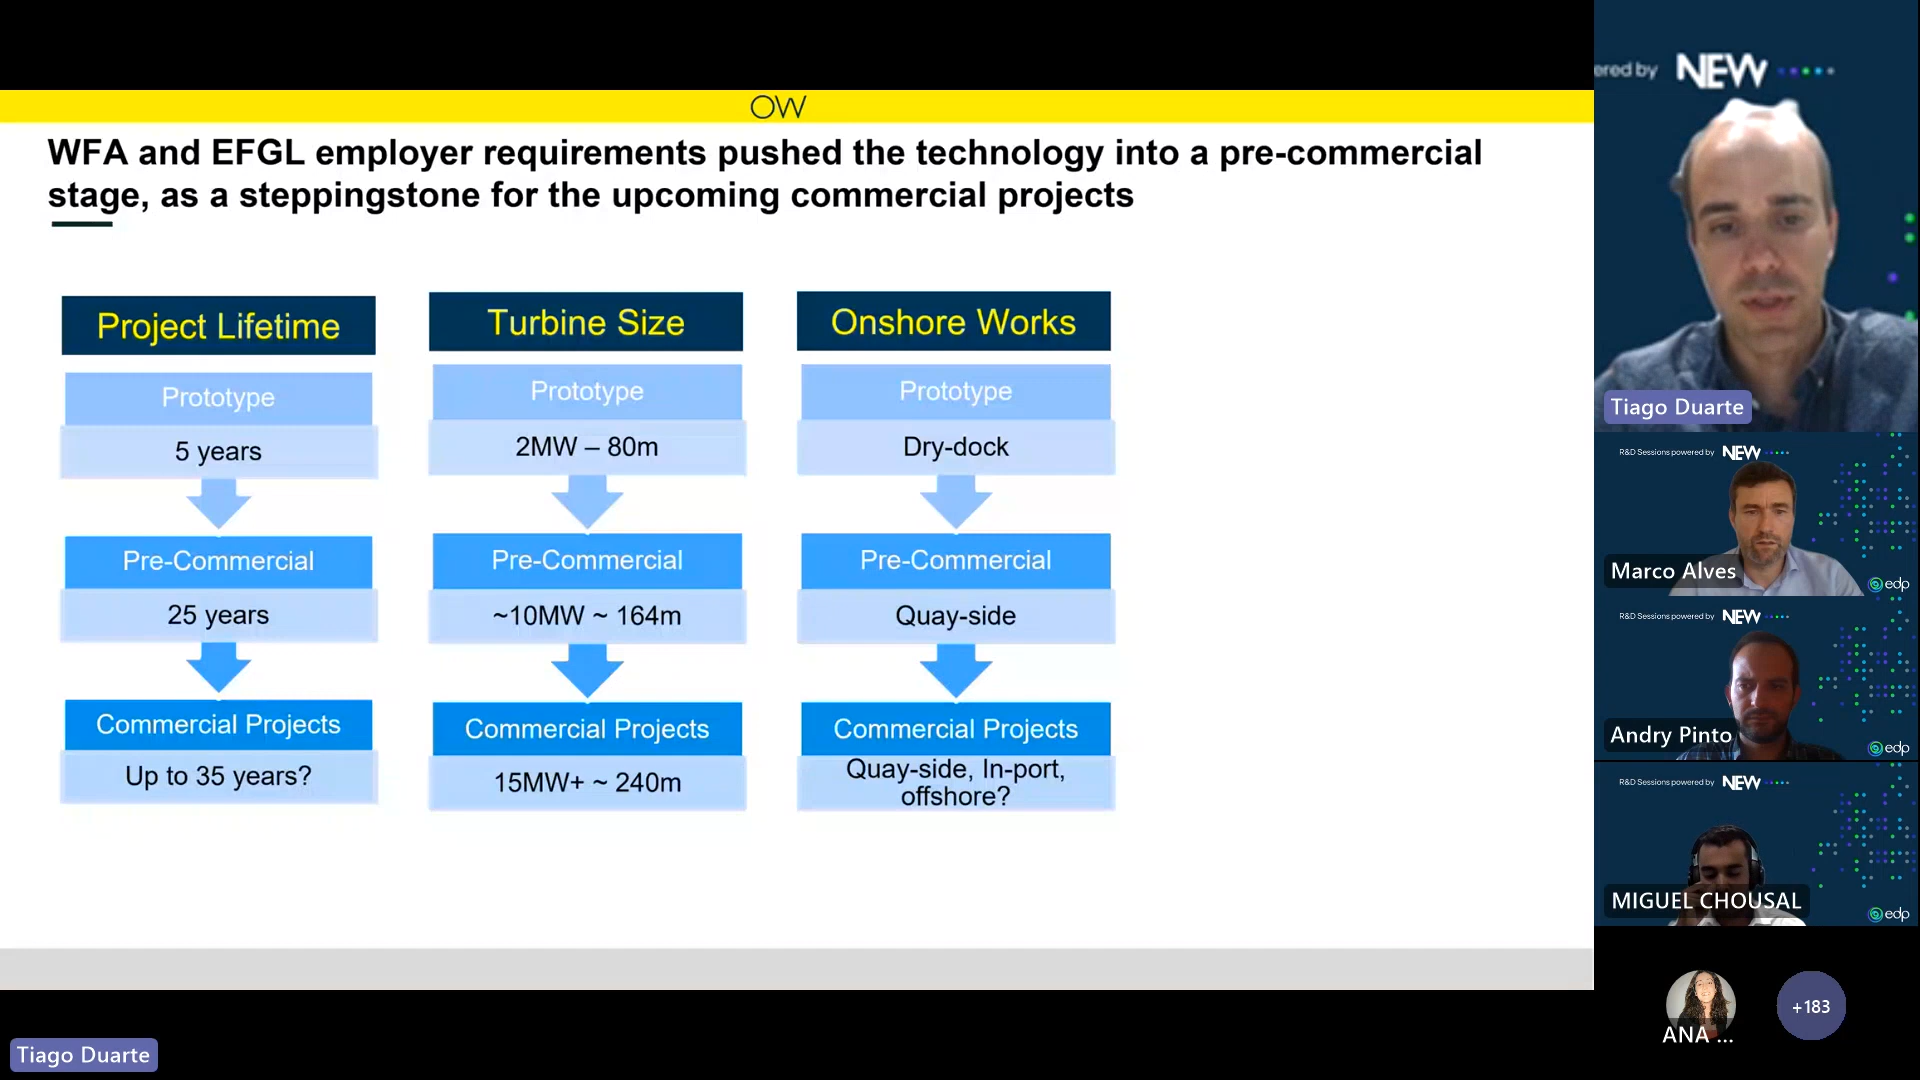 OW
WFA and EFGL employer requirements pushed the technology into a pre-commercial
stage, as a steppingstone for the upcoming commercial projects
Project Lifetime
Prototype
5 years
Pre-Commercial
25 years
Commercial Projects
Up to 35 years?
Turbine Size
Prototype
2MW – 80m
Pre-Commercial
~10MW ~ 164m
Commercial Projects
15MW+ ~ 240m
Onshore Works
Prototype
Dry-dock
Pre-Commercial
Quay-side
Commercial Projects
Quay-side, In-port,
offshore?
ered by NEW
Tiago Duarte
R&D Sessions powered by NEW
Marco Alves
edp
R&D Sessions powered by NEW
Andry Pinto
edp
R&D Sessions powered by NEW
MIGUEL CHOUSAL
edp
ANA ...
+183
Tiago Duarte